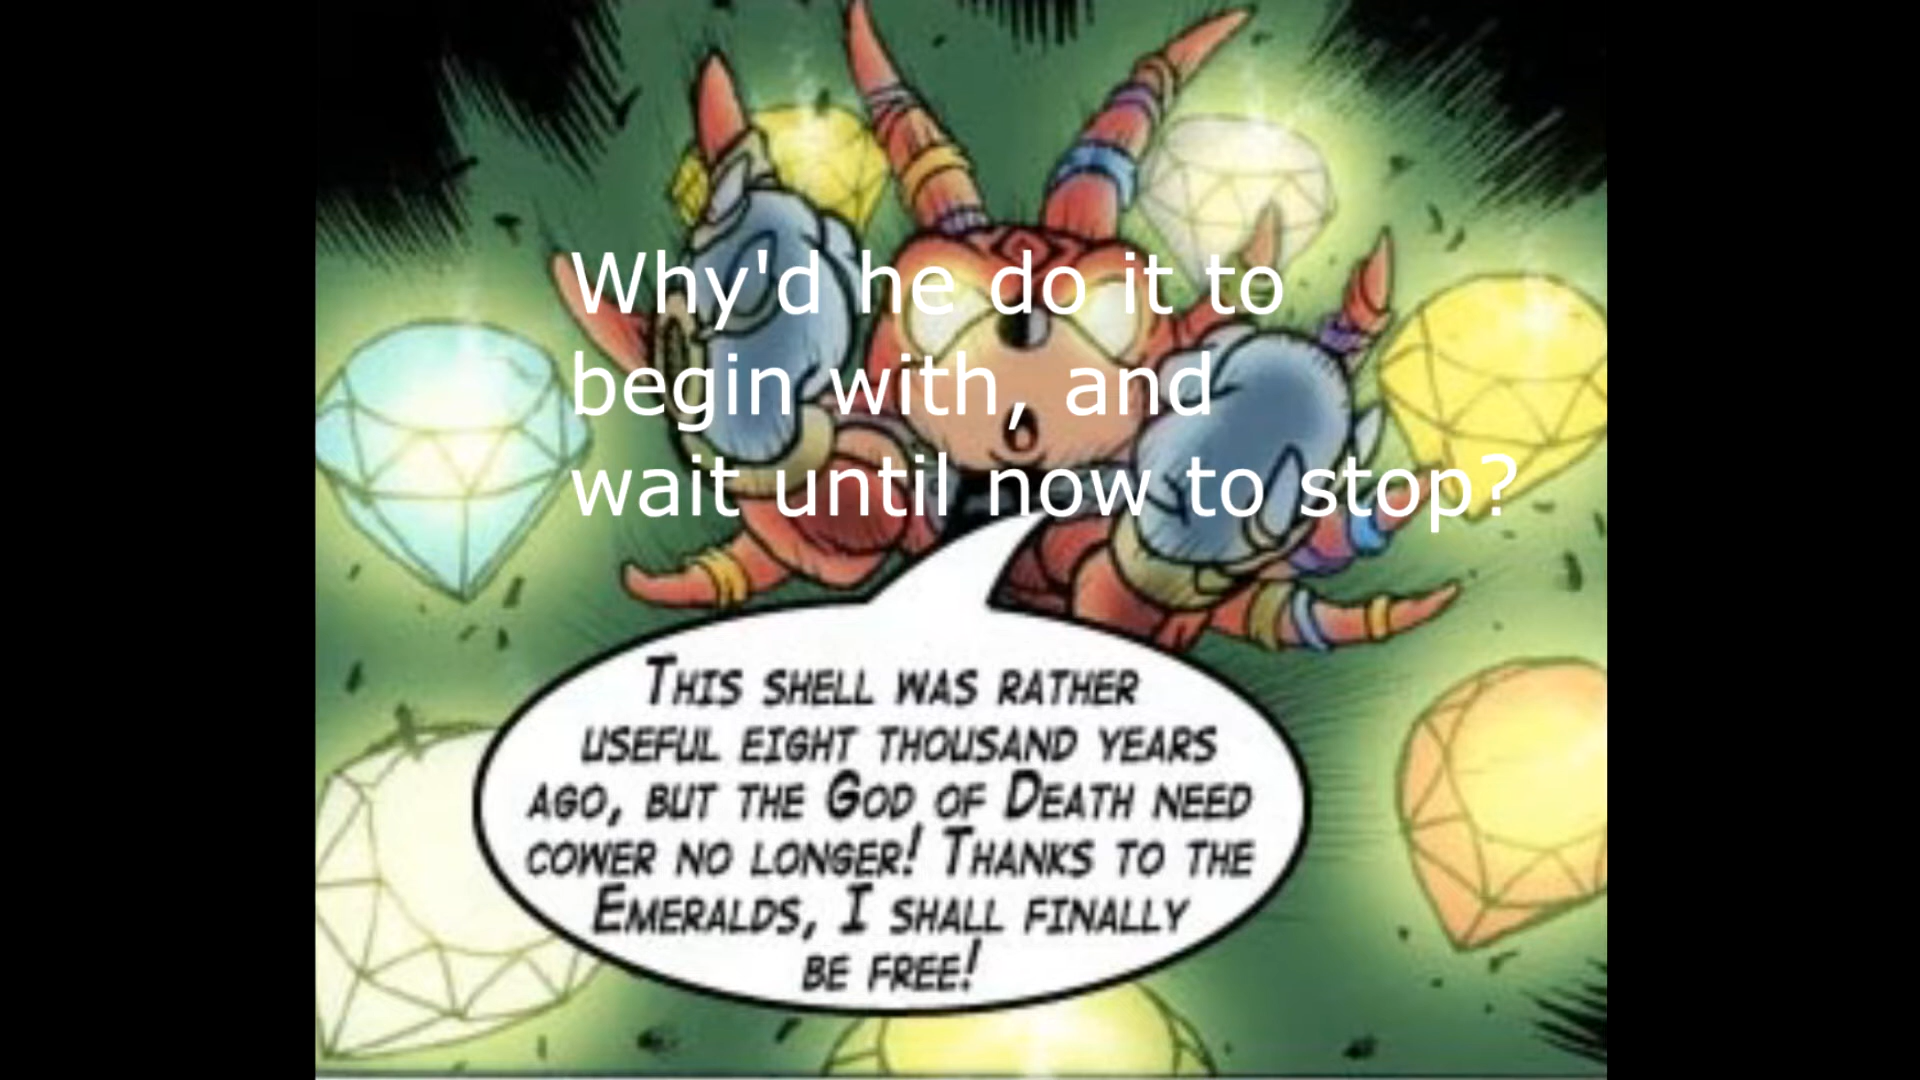 Why'd he do it to
begin with, and
wait until now to stop?
THIS SHELL WAS RATHER
USEFUL EIGHT THOUSAND YEARS
AGO, BUT THE GOD OF DEATH NEED
COWER NO LONGER! THANKS TO THE
EMERALDS, I SHALL FINALLY
BE FREE!